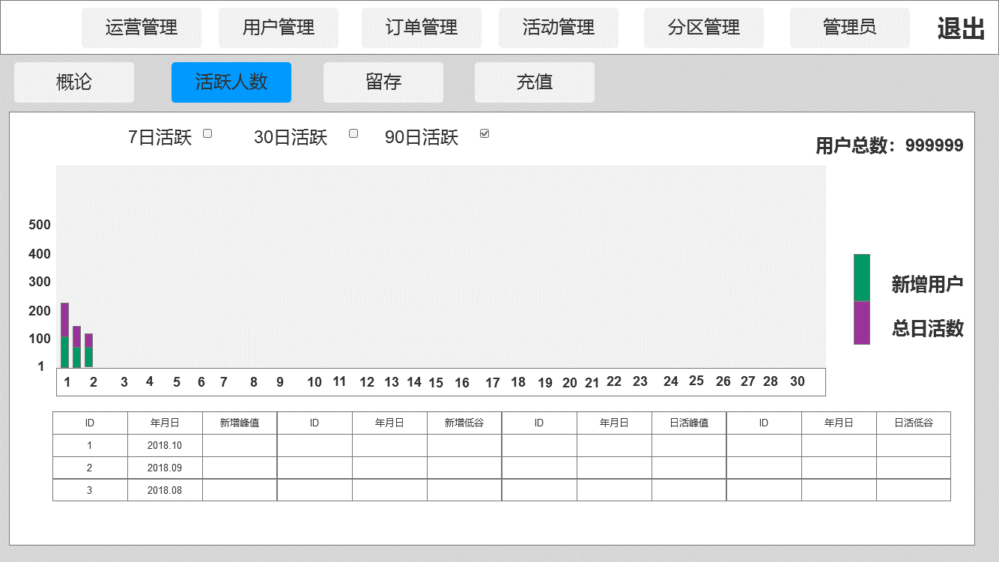 运营管理 用户管理 订单管理 活动管理 分区管理 管理员 退出
概论 活跃人数 留存 充值
7日活跃 30日活跃 90日活跃
用户总数：999999
500
400
300
200
100
1
新增用户
总日活数
1 2 3 4 5 6 7 8 9 10 11 12 13 14 15 16 17 18 19 20 21 22 23 24 25 26 27 28 30
ID 年月日 新增峰值 ID 年月日 新增低谷 ID 年月日 日活峰值 ID 年月日 日活低谷
1 2018.10
2 2018.09
3 2018.08